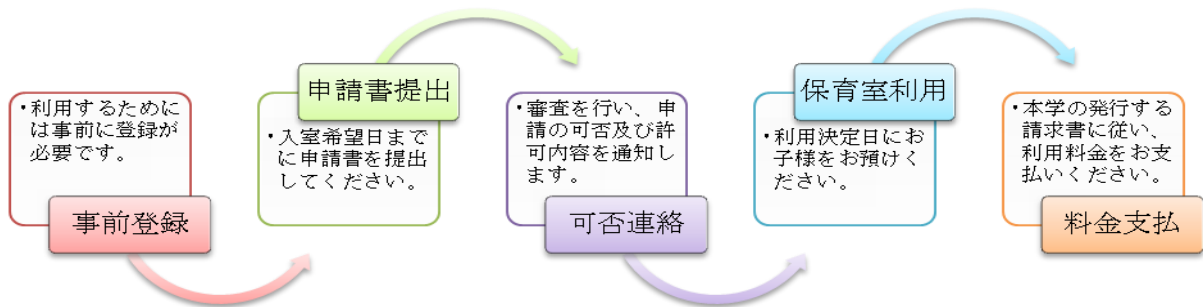 ・利用するために
は事前に登録が
必要です。
事前登録
申請書提出
・入室希望日まで
に申請書を提出
してください。
・審査を行い、申
請の可否及び許
可内容を通知し
ます。
可否連絡
保育室利用
・利用決定日にお
子様をお預けく
ださい。
・本学の発行する
請求書に従い、
利用料金をお支
払いください。
料金支払